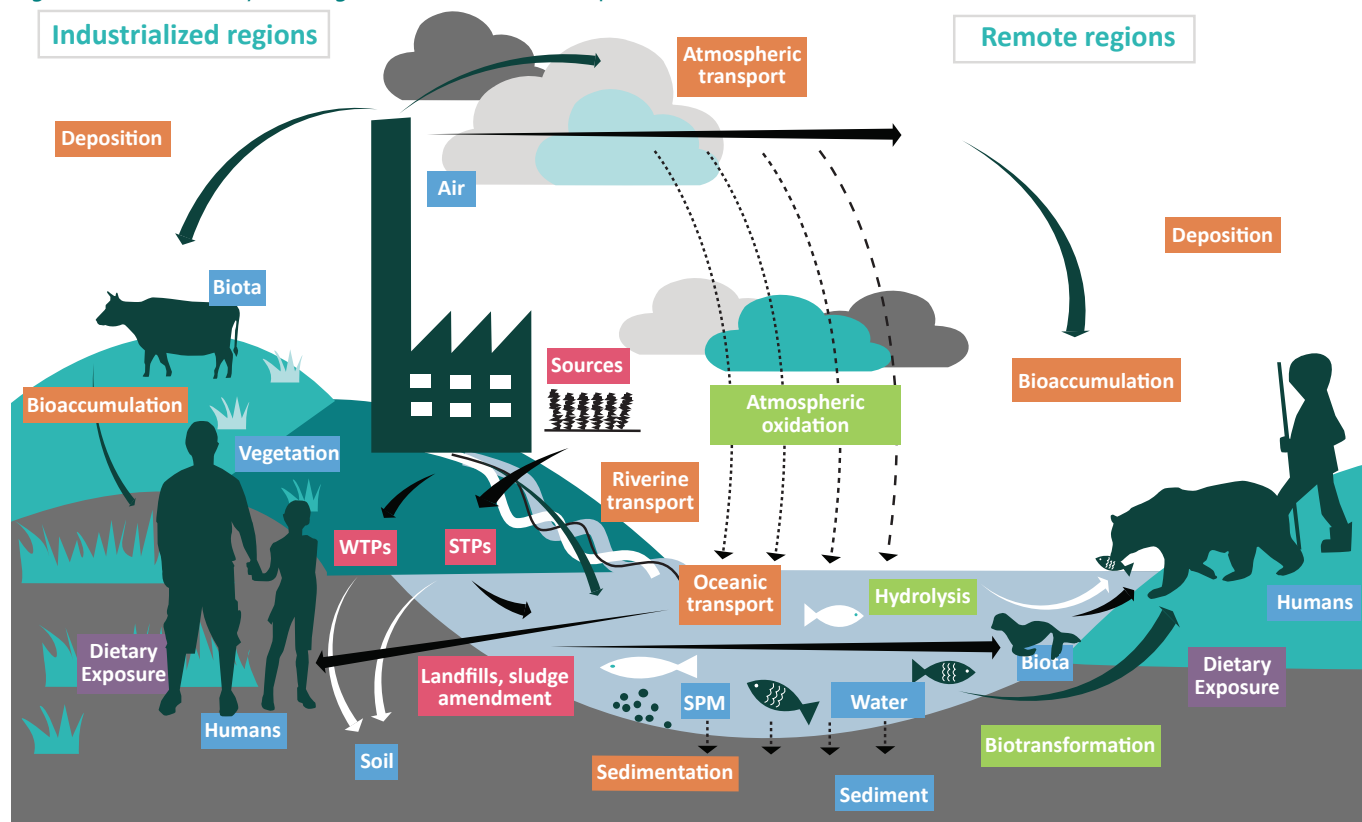 Industrialized regions
Remote regions
Atmospheric
transport
Deposition
Air
Deposition
Biota
Sources
Bioaccumulation
Bioaccumulation
Atmospheric
oxidation
Vegetation
Riverine
transport
WTPs
STPs
Oceanic
transport
Hydrolysis
Humans
Dietary
Exposure
Landfills, sludge
amendment
Biota
Dietary
Exposure
SPM
Water
Humans
Biotransformation
Soil
Sedimentation
Sediment